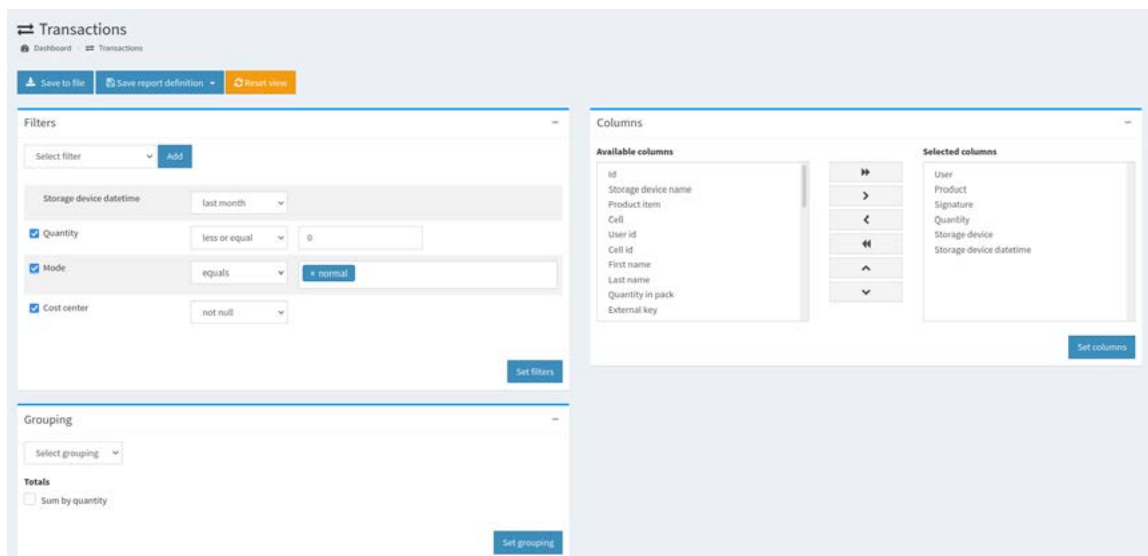 Transactions
Dashboard Transactions
Save to file Save report definition Reset view
Filters
Select filter Add
Storage device datetime last month
Quantity less or equal 0
Mode equals × normal
Cost center not null
Set filters
Grouping
Select grouping
Totals
Sum by quantity
Set grouping
Columns
Available columns
Id
Storage device name
Product item
Cell
User id
Cell id
First name
Last name
Quantity in pack
External key
Selected columns
User
Product
Signature
Quantity
Storage device
Storage device datetime
Set columns